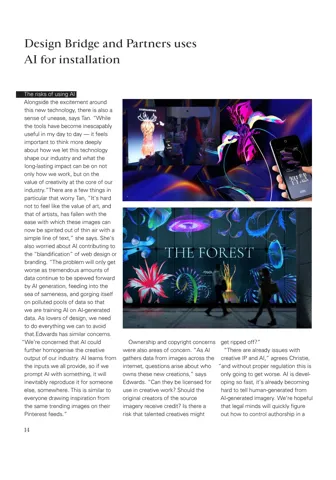 Design Bridge and Partners uses
AI for installation
The risks of using AI
Alongside the excitement around
this new technology, there is also a
sense of unease, says Tan. “While
the tools have become inescapably
useful in my day to day — it feels
important to think more deeply
about how we let this technology
shape our industry and what the
long-lasting impact can be on not
only how we work, but on the
value of creativity at the core of our
industry.”There are a few things in
particular that worry Tan, “It’s hard
not to feel like the value of art, and
that of artists, has fallen with the
ease with which these images can
now be spirited out of thin air with a
simple line of text,” she says. She’s
also worried about AI contributing to
the “blandification” of web design or
branding. “The problem will only get
worse as tremendous amounts of
data continue to be spewed forward
by AI generation, feeding into the
sea of sameness, and gorging itself
on polluted pools of data so that
we are training AI on AI-generated
data. As lovers of design, we need
to do everything we can to avoid
that.Edwards has similar concerns.
“We’re concerned that AI could
further homogenise the creative
output of our industry. AI learns from
the inputs we all provide, so if we
prompt AI with something, it will
inevitably reproduce it for someone
else, somewhere. This is similar to
everyone drawing inspiration from
the same trending images on their
Pinterest feeds.”
THE FOREST
Ownership and copyright concerns
were also areas of concern. “As AI
gathers data from images across the
internet, questions arise about who
owns these new creations,” says
Edwards. “Can they be licensed for
use in creative work? Should the
original creators of the source
imagery receive credit? Is there a
risk that talented creatives might
get ripped off?”
“There are already issues with
creative IP and AI,” agrees Christie,
“and without proper regulation this is
only going to get worse. AI is devel-
oping so fast, it’s already becoming
hard to tell human-generated from
AI-generated imagery. We’re hopeful
that legal minds will quickly figure
out how to control authorship in a
14